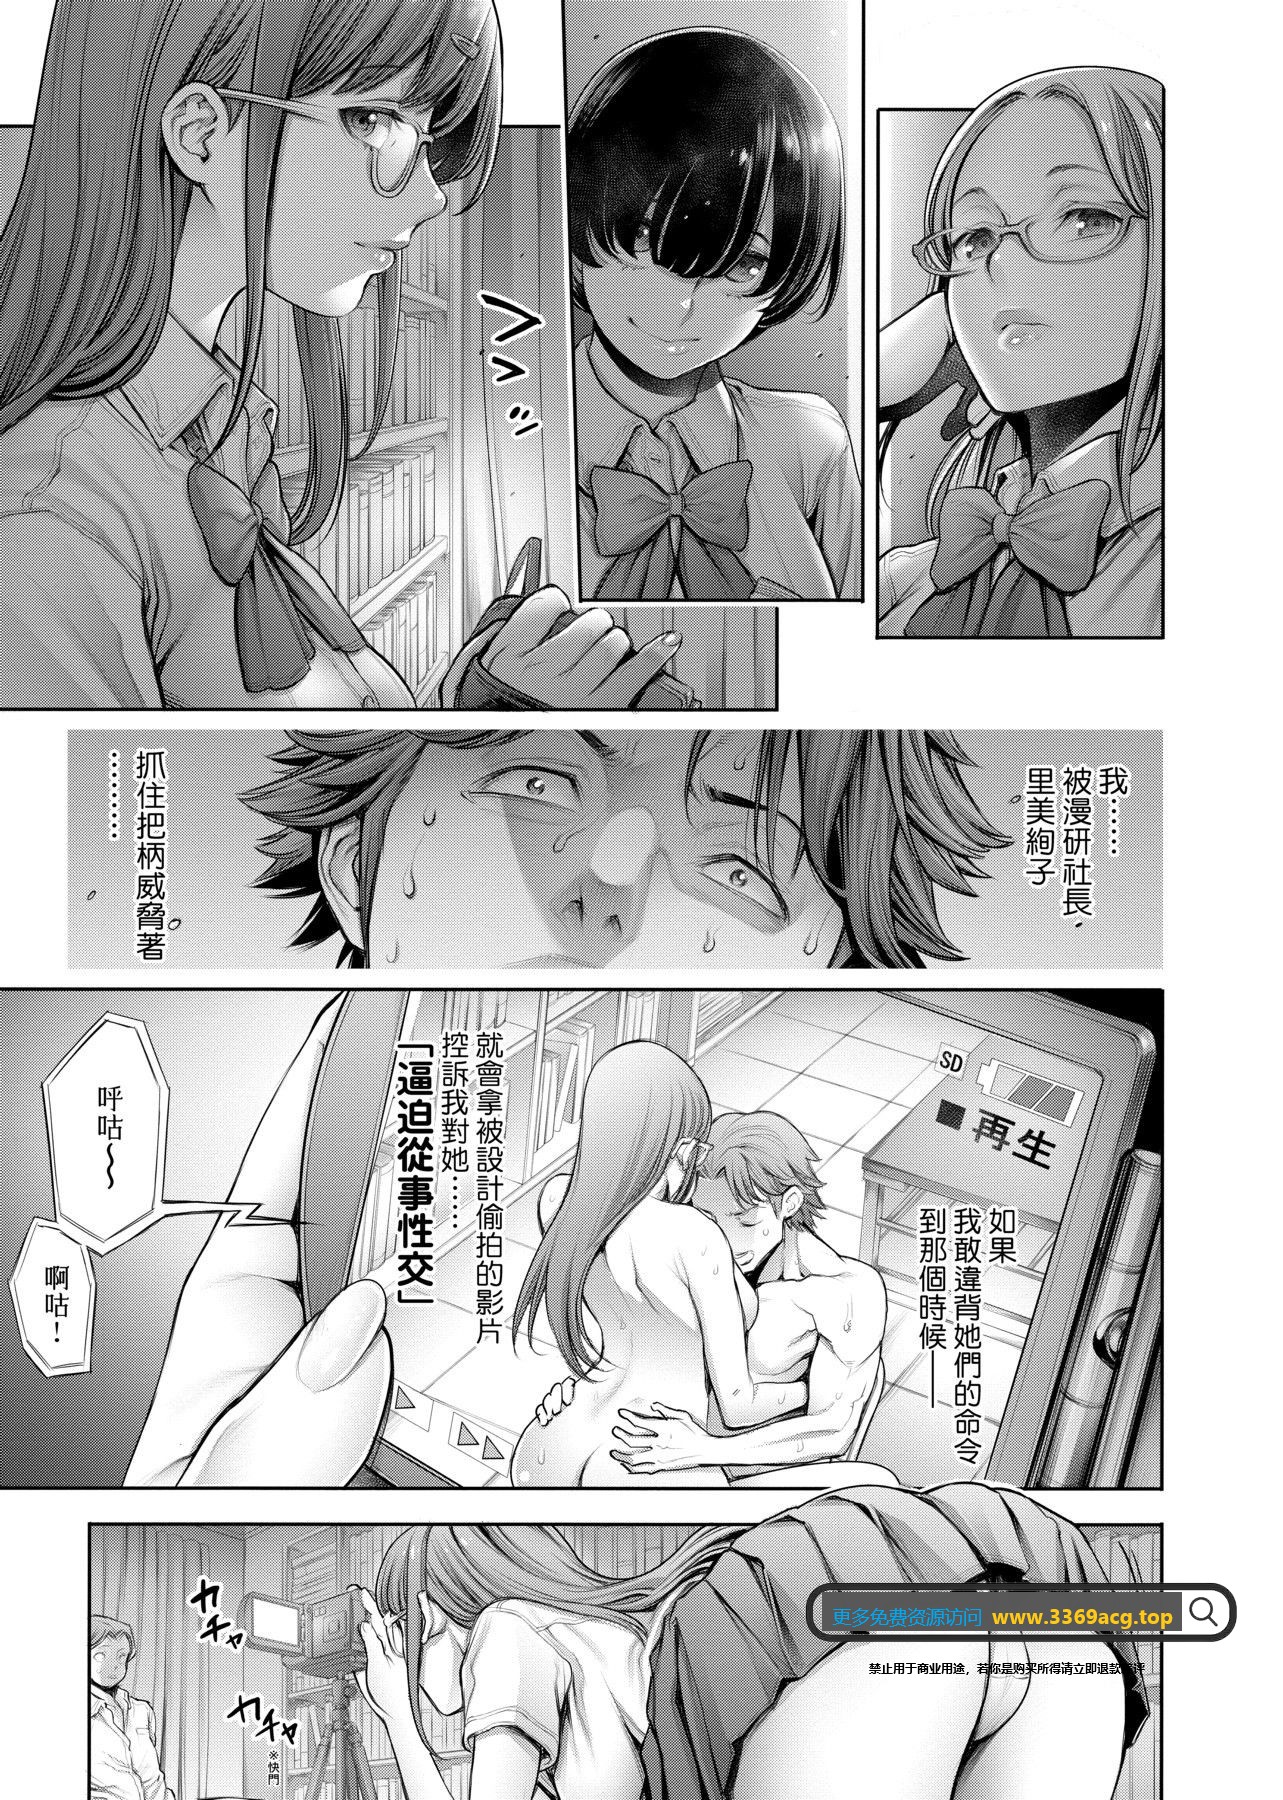 我……
被漫研社長，
里美絢子
抓住把柄威脅著
………
SD
■再生
如果
我敢違背她們的命令
到那個時候——
就會拿被設計偷拍的影片
控訴我對她……
「逼迫從事性交」
呼咕～～
啊咕！
カチャ
カチャ
※快門
更多免费资源访问 www.3369acg.top
禁止用于商业用途，若你是购买所得请立即退款